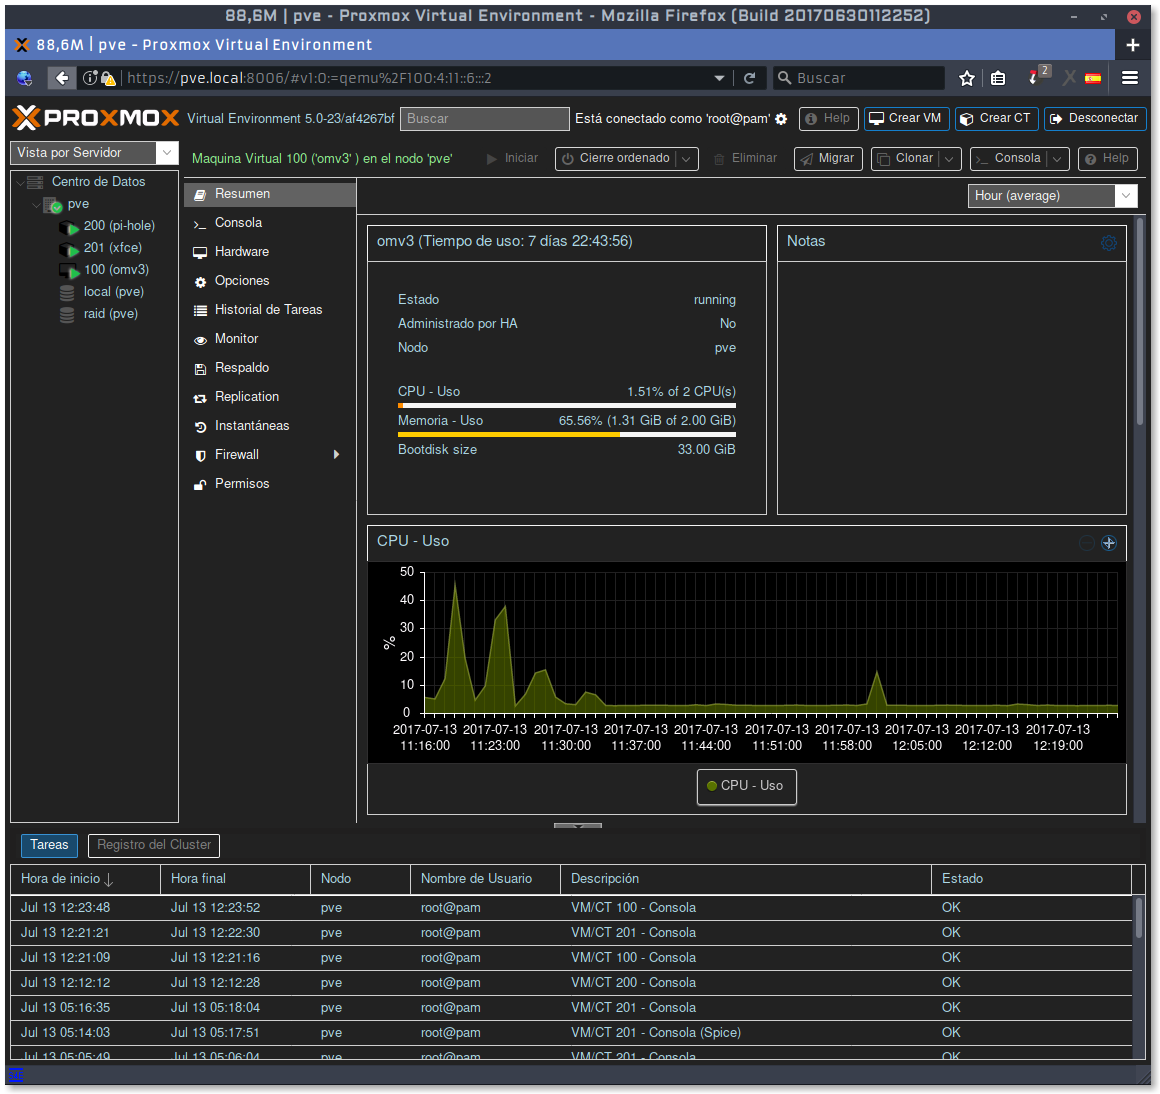 88,6M | pve - Proxmox Virtual Environment - Mozilla Firefox (Build 20170630112252)
88,6M | pve - Proxmox Virtual Environment
https://pve.local:8006/#v1:0:=qemu%2F100:4:11::6:::2
Buscar
2
PROXMOX Virtual Environment 5.0-23/af4267bf
Buscar
Está conectado como 'root@pam'
Help
Crear VM
Crear CT
Desconectar
Vista por Servidor
Maquina Virtual 100 ('omv3' ) en el nodo 'pve'
Iniciar
Cierre ordenado
Eliminar
Migrar
Clonar
Consola
Help
Centro de Datos
pve
200 (pi-hole)
201 (xfce)
100 (omv3)
local (pve)
raid (pve)
Resumen
Consola
Hardware
Opciones
Historial de Tareas
Monitor
Respaldo
Replication
Instantáneas
Firewall
Permisos
Hour (average)
omv3 (Tiempo de uso: 7 días 22:43:56)
Estado running
Administrado por HA No
Nodo pve
CPU - Uso 1.51% of 2 CPU(s)
Memoria - Uso 65.56% (1.31 GiB of 2.00 GiB)
Bootdisk size 33.00 GiB
Notas
CPU - Uso
%
50
40
30
20
10
0
2017-07-13 2017-07-13 2017-07-13 2017-07-13 2017-07-13 2017-07-13 2017-07-13 2017-07-13 2017-07-13 2017-07-13
11:16:00 11:23:00 11:30:00 11:37:00 11:44:00 11:51:00 11:58:00 12:05:00 12:12:00 12:19:00
CPU - Uso
Tareas
Registro del Cluster
Hora de inicio Hora final Nodo Nombre de Usuario Descripción Estado
Jul 13 12:23:48 Jul 13 12:23:52 pve root@pam VM/CT 100 - Consola OK
Jul 13 12:21:21 Jul 13 12:22:30 pve root@pam VM/CT 201 - Consola OK
Jul 13 12:21:09 Jul 13 12:21:16 pve root@pam VM/CT 100 - Consola OK
Jul 13 12:12:12 Jul 13 12:12:28 pve root@pam VM/CT 200 - Consola OK
Jul 13 05:16:35 Jul 13 05:18:04 pve root@pam VM/CT 201 - Consola OK
Jul 13 05:14:03 Jul 13 05:17:51 pve root@pam VM/CT 201 - Consola (Spice) OK
Jul 13 05:05:49 Jul 13 05:06:04 pve root@pam VM/CT 201 - Consola OK